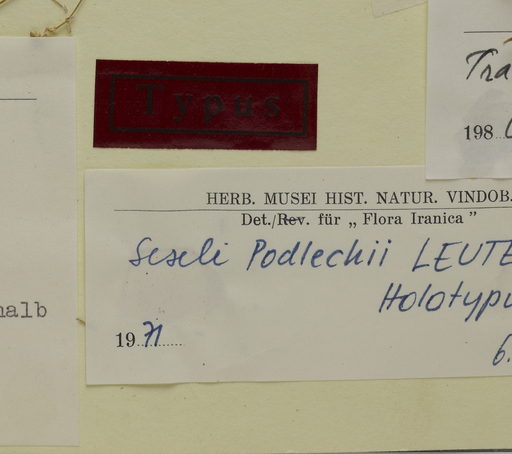 Typus
Tra
198
HERB. MUSEI HIST. NATUR. VINDOB.
Det./Rev. für „ Flora Iranica ”
Seseli Podlechii LEUTE
Holotypu
1971
6.
halb